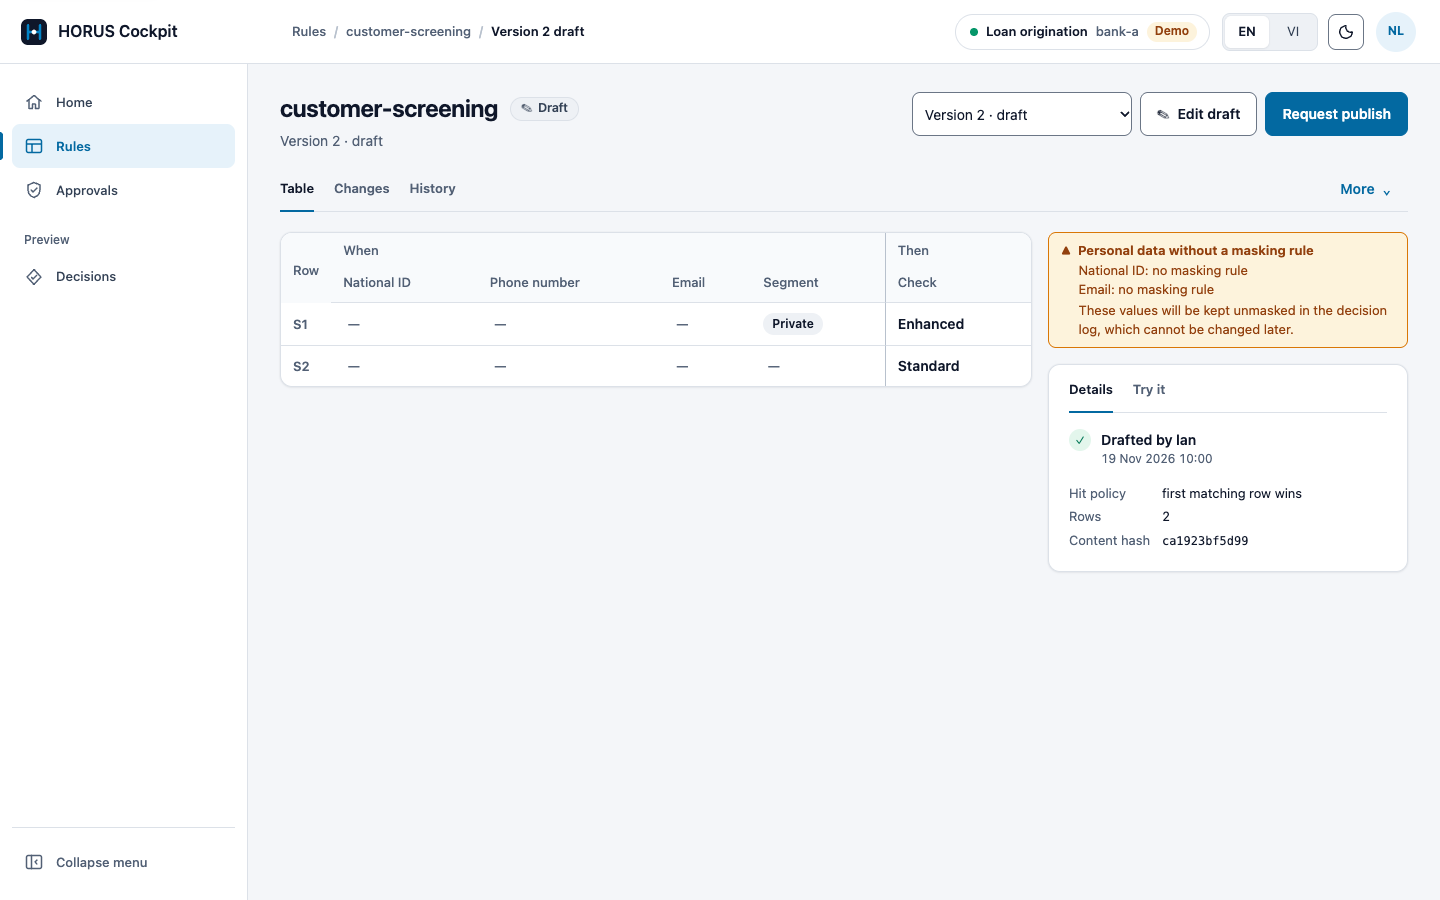 HORUS Cockpit
Rules / customer-screening / Version 2 draft
Loan origination bank-a Demo
EN VI
NL
Home
Rules
Approvals
Preview
Decisions
Collapse menu
customer-screening
Draft
Version 2 · draft
Version 2 · draft
Edit draft
Request publish
Table Changes History
More
Row When Then
National ID Phone number Email Segment Check
S1 — — — Private Enhanced
S2 — — — — Standard
Personal data without a masking rule
National ID: no masking rule
Email: no masking rule
These values will be kept unmasked in the decision
log, which cannot be changed later.
Details Try it
Drafted by lan
19 Nov 2026 10:00
Hit policy first matching row wins
Rows 2
Content hash ca1923bf5d99